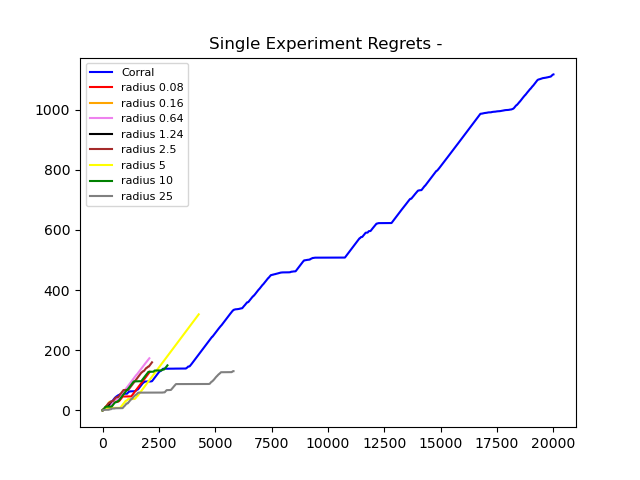 Single Experiment Regrets -
Corral
radius 0.08
radius 0.16
radius 0.64
radius 1.24
radius 2.5
radius 5
radius 10
radius 25
1000
800
600
400
200
0
0 2500 5000 7500 10000 12500 15000 17500 20000